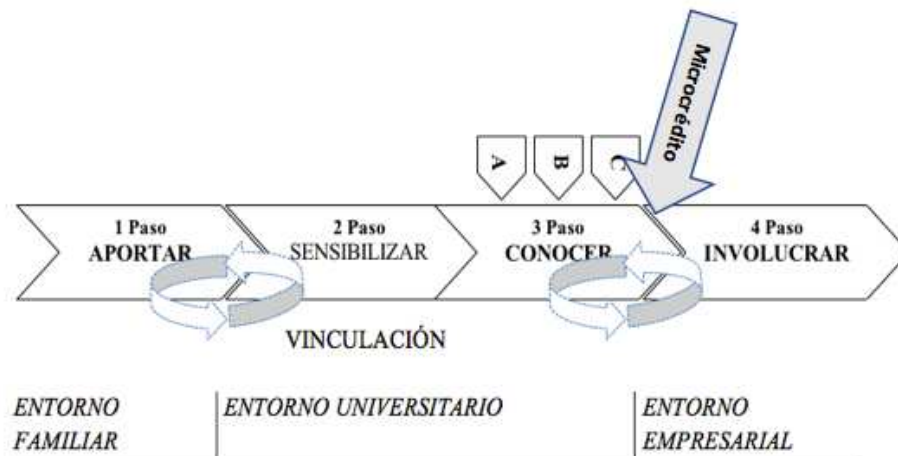 Microcrédito
A
B
C
1 Paso
APORTAR
2 Paso
SENSIBILIZAR
3 Paso
CONOCER
4 Paso
INVOLUCRAR
VINCULACIÓN
ENTORNO
FAMILIAR
ENTORNO UNIVERSITARIO
ENTORNO
EMPRESARIAL